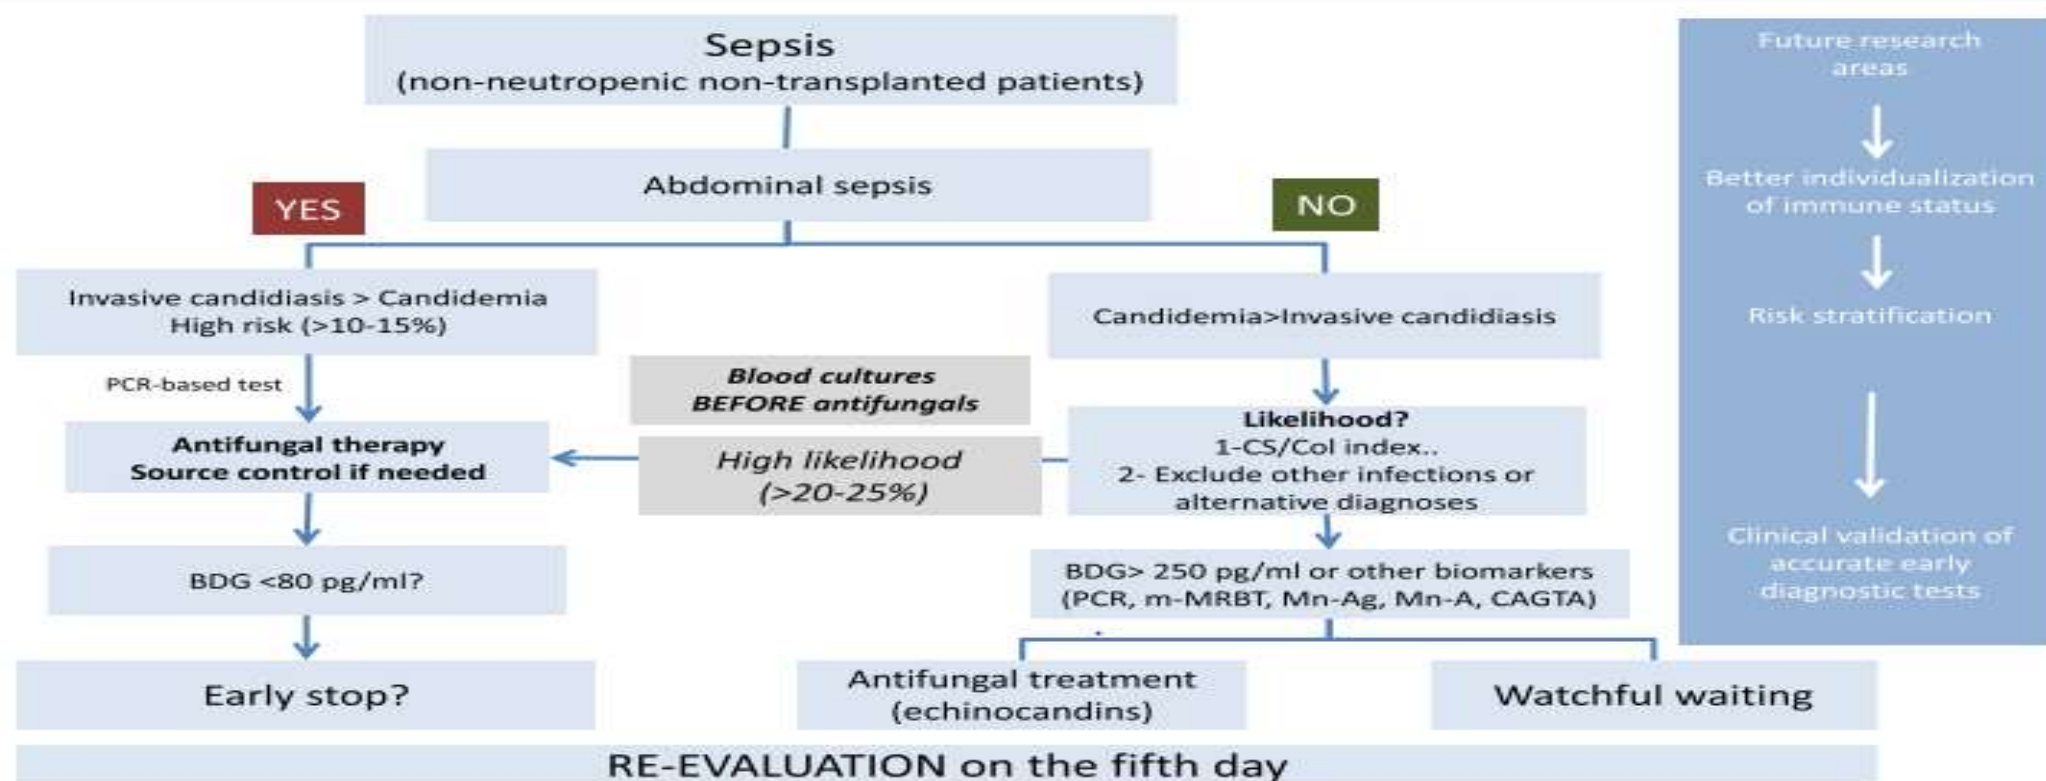 Sepsis
(non-neutropenic non-transplanted patients)
Abdominal sepsis
YES
NO
Invasive candidiasis > Candidemia
High risk (>10-15%)
Candidemia>Invasive candidiasis
PCR-based test
Blood cultures
BEFORE antifungals
Antifungal therapy
Source control if needed
High likelihood
(>20-25%)
Likelihood?
1-CS/Col index..
2- Exclude other infections or
alternative diagnoses
BDG <80 pg/ml?
BDG> 250 pg/ml or other biomarkers
(PCR, m-MRBT, Mn-Ag, Mn-A, CAGTA)
Early stop?
Antifungal treatment
(echinocandins)
Watchful waiting
RE-EVALUATION on the fifth day
Future research
areas
Better individualization
of immune status
Risk stratification
Clinical validation of
accurate early
diagnostic tests